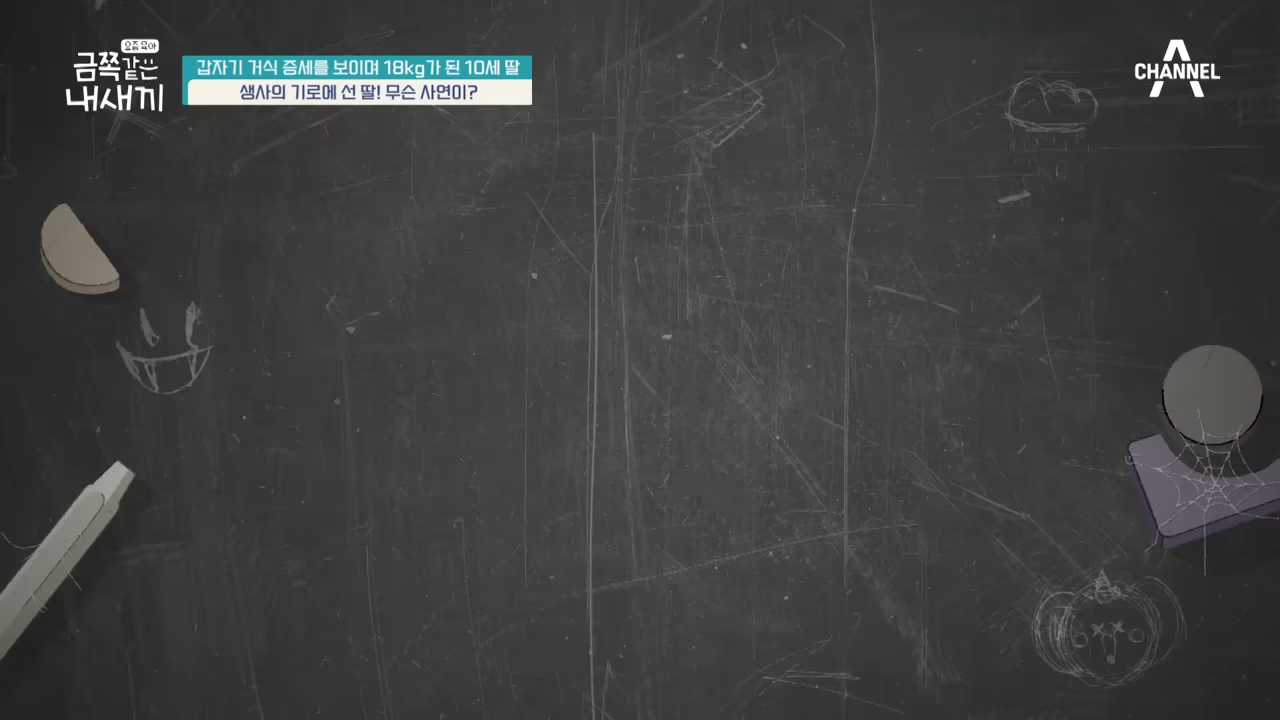 요즘 육아
금쪽같은
내새끼
갑자기 거식 증세를 보이며 18kg가 된 10세 딸
생사의 기로에 선 딸! 무슨 사연이?
CHANNEL A